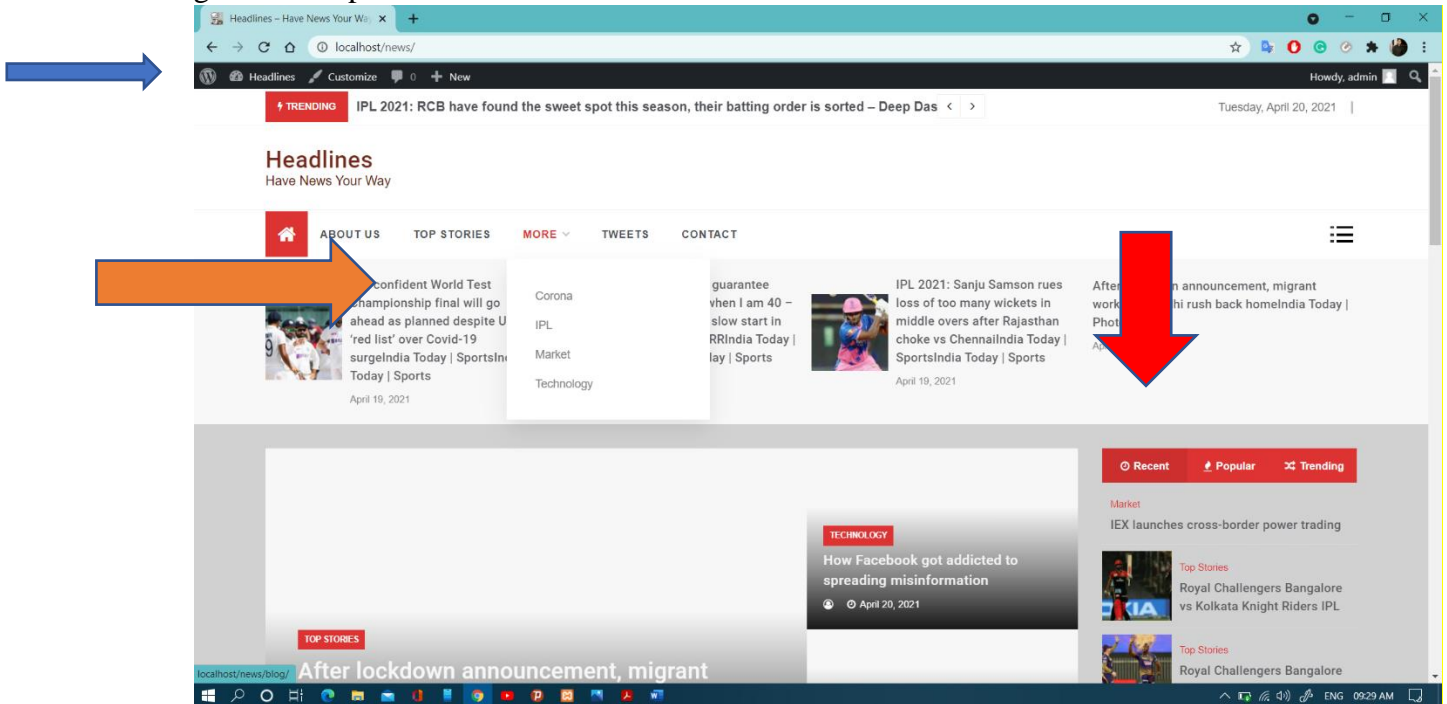 Headlines – Have News Your Wa
localhost/news/
Headlines Customize 0 + New Howdy, admin
TRENDING IPL 2021: RCB have found the sweet spot this season, their batting order is sorted – Deep Das < > Tuesday, April 20, 2021 |
Headlines
Have News Your Way
ABOUT US TOP STORIES MORE TWEETS CONTACT
confident World Test
championship final will go
ahead as planned despite U
'red list' over Covid-19
surgeIndia Today | SportsIn
Today | Sports
April 19, 2021
Corona
IPL
Market
Technology
guarantee
when I am 40 –
slow start in
RRIndia Today |
lay | Sports
IPL 2021: Sanju Samson rues
loss of too many wickets in
middle overs after Rajasthan
choke vs ChennaiIndia Today |
SportsIndia Today | Sports
April 19, 2021
After n announcement, migrant
work hi rush back homeIndia Today |
Phot
TOP STORIES
After lockdown announcement, migrant
TECHNOLOGY
How Facebook got addicted to
spreading misinformation
April 20, 2021
Recent Popular Trending
Market
IEX launches cross-border power trading
Top Stories
Royal Challengers Bangalore
vs Kolkata Knight Riders IPL
Top Stories
Royal Challengers Bangalore
localhost/news/blog/
ENG 09:29 AM